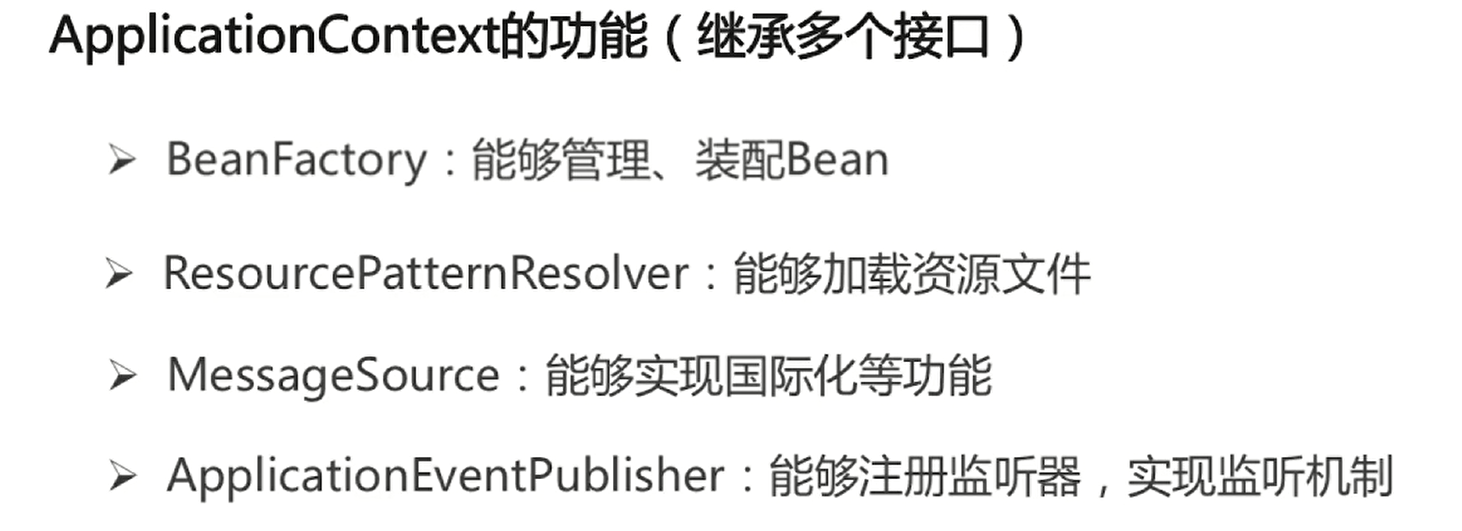 ApplicationContext的功能（继承多个接口）
➢ BeanFactory：能够管理、装配Bean
➢ ResourcePatternResolver：能够加载资源文件
➢ MessageSource：能够实现国际化等功能
➢ ApplicationEventPublisher：能够注册监听器，实现监听机制